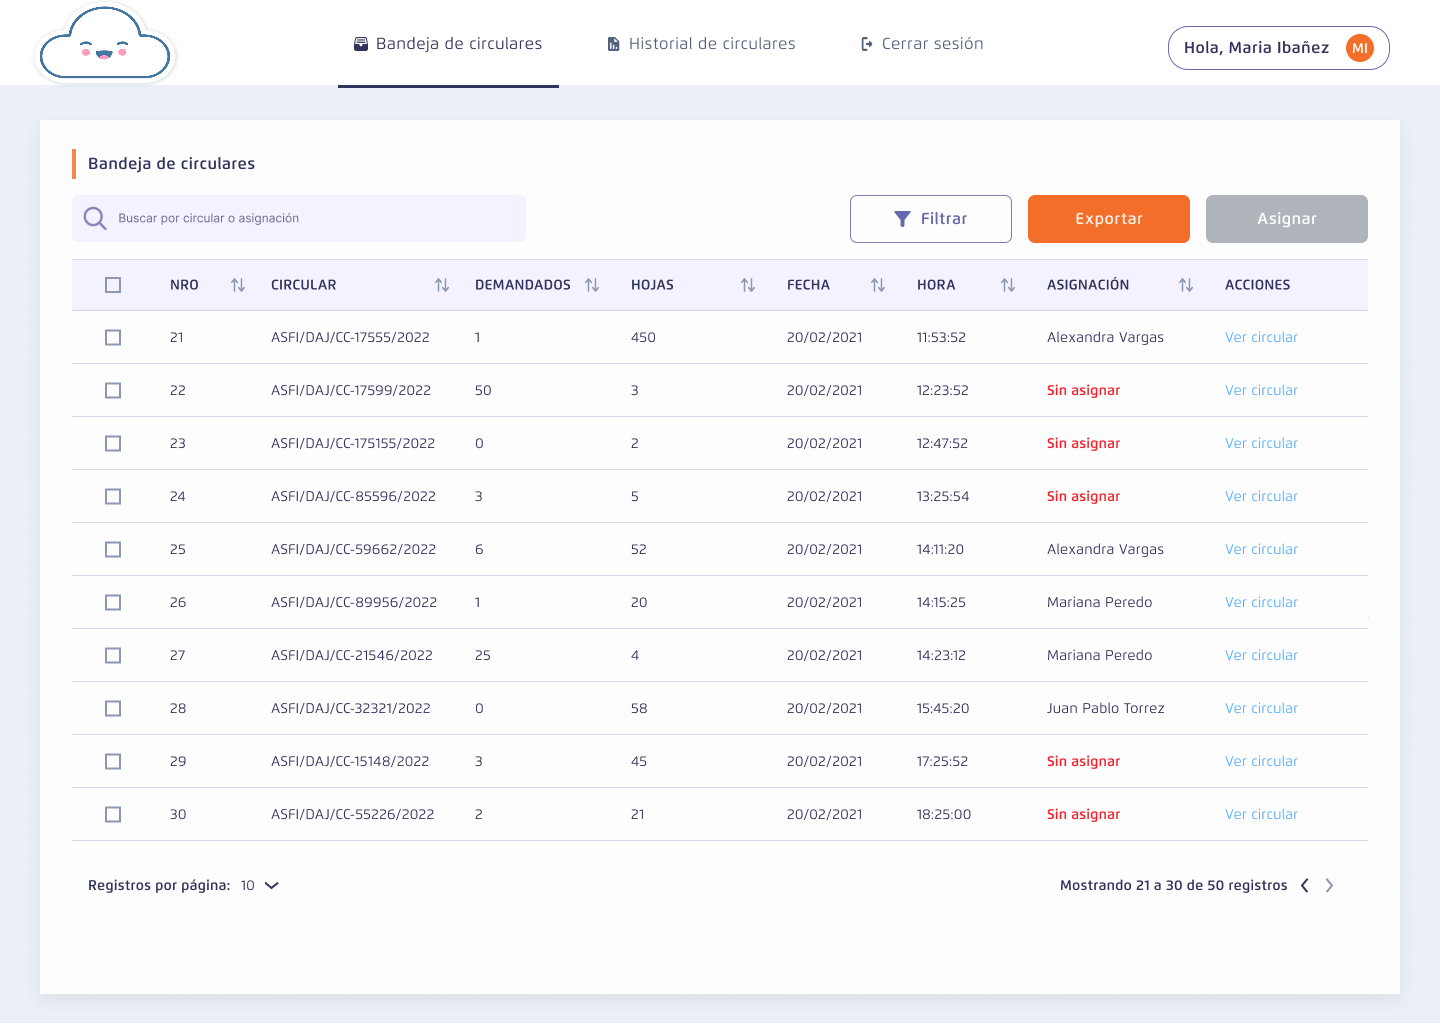 Bandeja de circulares
Historial de circulares
Cerrar sesión
Hola, Maria Ibañez MI
Bandeja de circulares
Buscar por circular o asignación
Filtrar
Exportar
Asignar
NRO CIRCULAR DEMANDADOS HOJAS FECHA HORA ASIGNACIÓN ACCIONES
21 ASFI/DAJ/CC-17555/2022 1 450 20/02/2021 11:53:52 Alexandra Vargas Ver circular
22 ASFI/DAJ/CC-17599/2022 50 3 20/02/2021 12:23:52 Sin asignar Ver circular
23 ASFI/DAJ/CC-175155/2022 0 2 20/02/2021 12:47:52 Sin asignar Ver circular
24 ASFI/DAJ/CC-85596/2022 3 5 20/02/2021 13:25:54 Sin asignar Ver circular
25 ASFI/DAJ/CC-59662/2022 6 52 20/02/2021 14:11:20 Alexandra Vargas Ver circular
26 ASFI/DAJ/CC-89956/2022 1 20 20/02/2021 14:15:25 Mariana Peredo Ver circular
27 ASFI/DAJ/CC-21546/2022 25 4 20/02/2021 14:23:12 Mariana Peredo Ver circular
28 ASFI/DAJ/CC-32321/2022 0 58 20/02/2021 15:45:20 Juan Pablo Torrez Ver circular
29 ASFI/DAJ/CC-15148/2022 3 45 20/02/2021 17:25:52 Sin asignar Ver circular
30 ASFI/DAJ/CC-55226/2022 2 21 20/02/2021 18:25:00 Sin asignar Ver circular
Registros por página: 10
Mostrando 21 a 30 de 50 registros